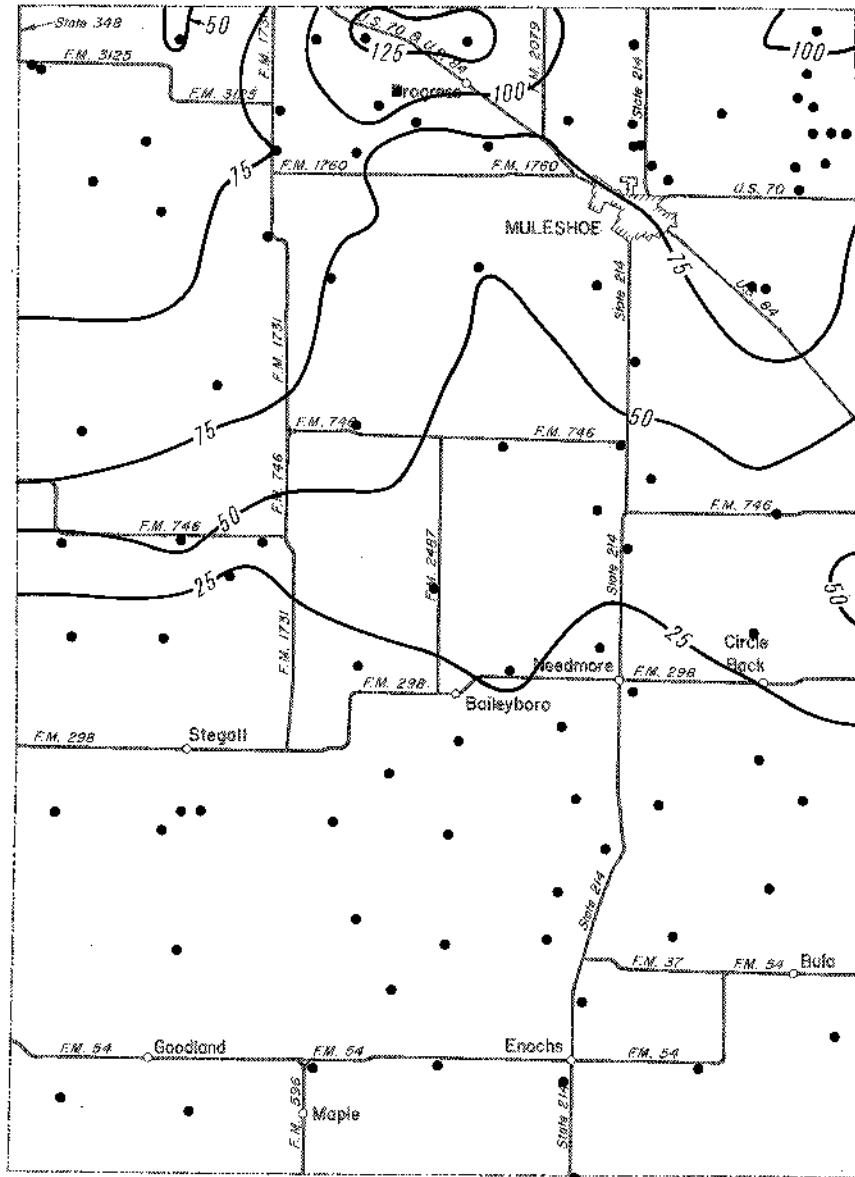 State 348
50
F.M. 1731
U.S. 70 & U.S. 84
125
F.M. 2079
State 214
100
F.M. 3125
100
F.M. 3125
Progress
75
F.M. 1760
F.M. 1760
U.S. 70
MULESHOE
75
State 214
U.S. 84
F.M. 1731
75
F.M. 746
F.M. 746
50
F.M. 746
50
F.M. 746
F.M. 746
F.M. 2487
State 214
25
50
F.M. 1731
25
Circle
Back
Needmore
F.M. 298
F.M. 298
Baileyboro
F.M. 298
Stegall
State 214
F.M. 37
F.M. 54
Bula
F.M. 54
Goodland
F.M. 54
Enochs
F.M. 54
F.M. 596
Maple
State 214